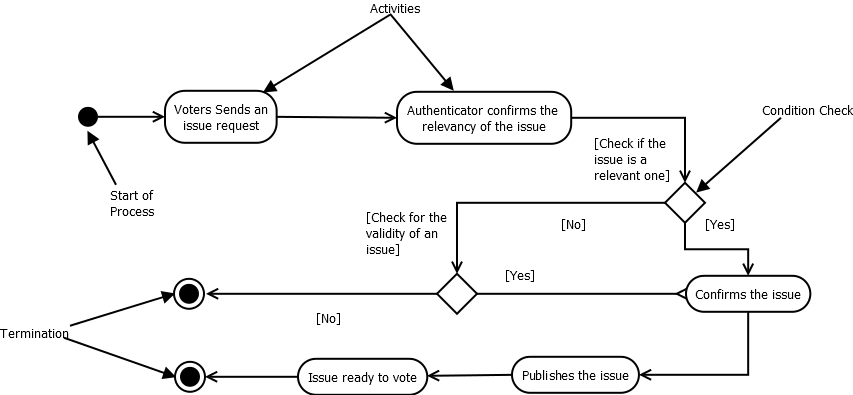 Activities
Voters Sends an
issue request
Authenticator confirms the
relevancy of the issue
Condition Check
[Check if the
issue is a
relevant one]
Start of
Process
[Check for the
validity of an
issue]
[No]
[Yes]
[Yes]
Confirms the issue
[No]
Termination
Issue ready to vote
Publishes the issue